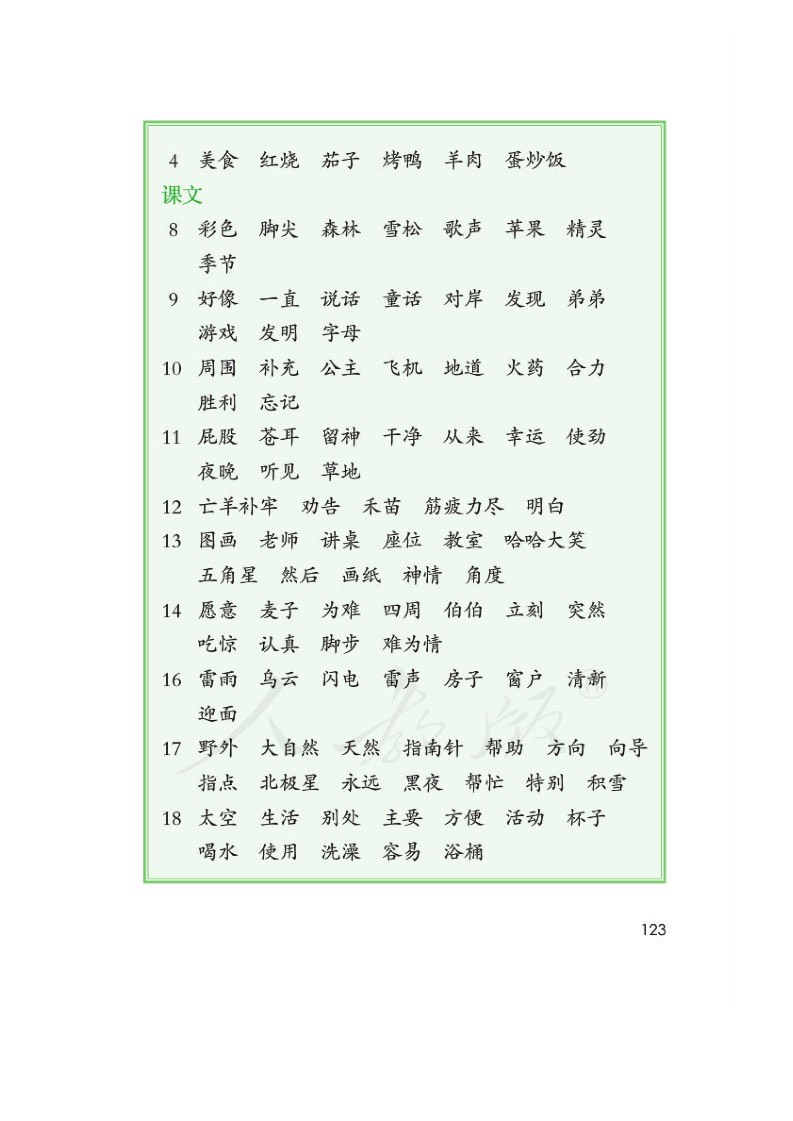 4 美食 红烧 茄子 烤鸭 羊肉 蛋炒饭
课文
8 彩色 脚尖 森林 雪松 歌声 苹果 精灵
季节
9 好像 一直 说话 童话 对岸 发现 弟弟
游戏 发明 字母
10 周围 补充 公主 飞机 地道 火药 合力
胜利 忘记
11 屁股 苍耳 留神 干净 从来 幸运 使劲
夜晚 听见 草地
12 亡羊补牢 劝告 禾苗 筋疲力尽 明白
13 图画 老师 讲桌 座位 教室 哈哈大笑
五角星 然后 画纸 神情 角度
14 愿意 麦子 为难 四周 伯伯 立刻 突然
吃惊 认真 脚步 难为情
16 雷雨 乌云 闪电 雷声 房子 窗户 清新
迎面
17 野外 大自然 天然 指南针 帮助 方向 向导
指点 北极星 永远 黑夜 帮忙 特别 积雪
18 太空 生活 别处 主要 方便 活动 杯子
喝水 使用 洗澡 容易 浴桶
人教版®
123